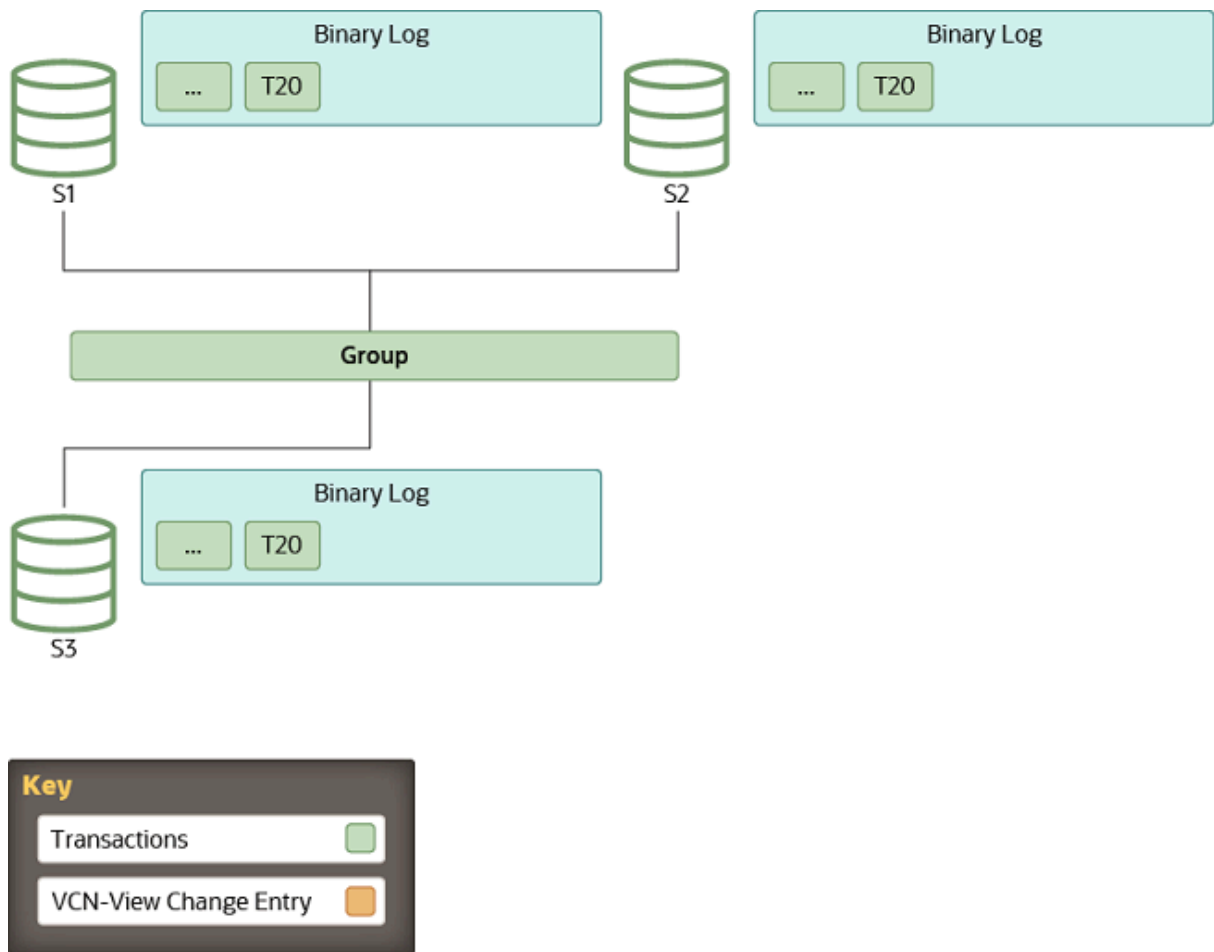 Binary Log
... T20
S1
Binary Log
... T20
S2
Group
Binary Log
... T20
S3
Key
Transactions
VCN-View Change Entry